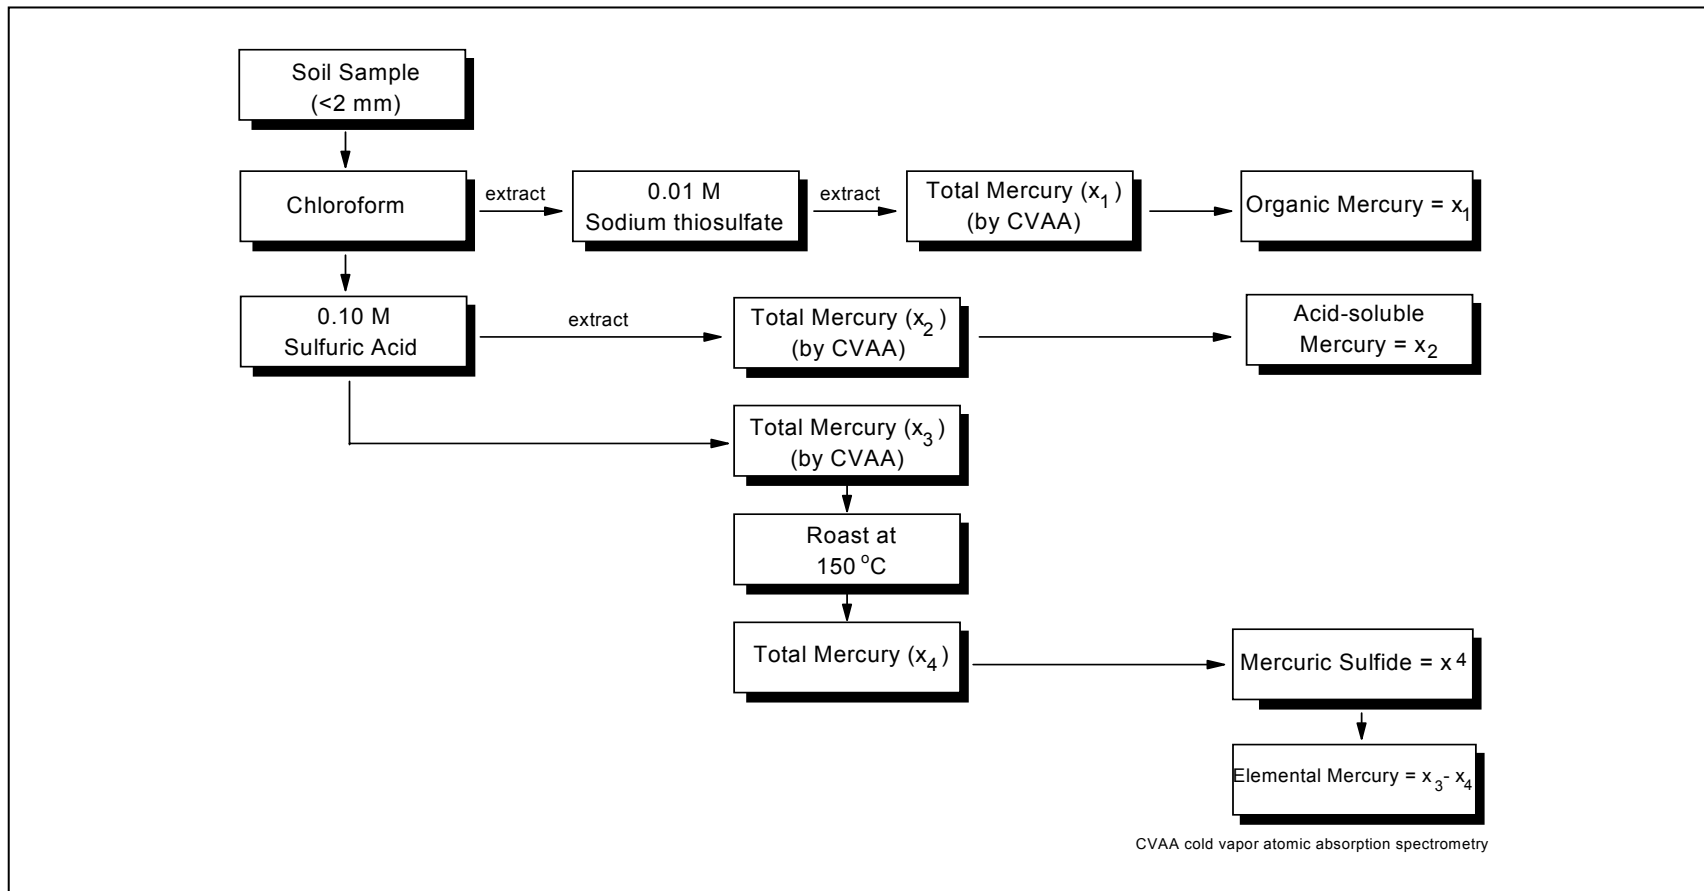 Soil Sample
(<2 mm)
Chloroform
extract
0.01 M
Sodium thiosulfate
extract
Total Mercury (x1)
(by CVAA)
Organic Mercury = x1
0.10 M
Sulfuric Acid
extract
Total Mercury (x2)
(by CVAA)
Acid-soluble
Mercury = x2
Total Mercury (x3)
(by CVAA)
Roast at
150 °C
Total Mercury (x4)
Mercuric Sulfide = x4
Elemental Mercury = x3- x4
CVAA cold vapor atomic absorption spectrometry